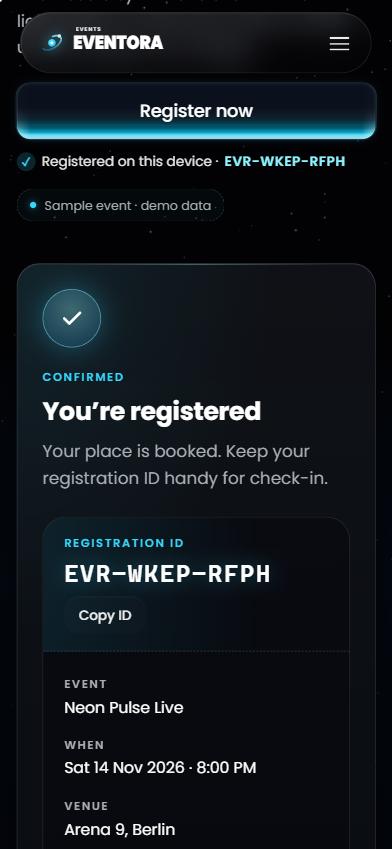 EVENTS
EVENTORA
Register now
Registered on this device · EVR-WKEP-RFPH
Sample event · demo data
CONFIRMED
You’re registered
Your place is booked. Keep your
registration ID handy for check-in.
REGISTRATION ID
EVR-WKEP-RFPH
Copy ID
EVENT
Neon Pulse Live
WHEN
Sat 14 Nov 2026 · 8:00 PM
VENUE
Arena 9, Berlin